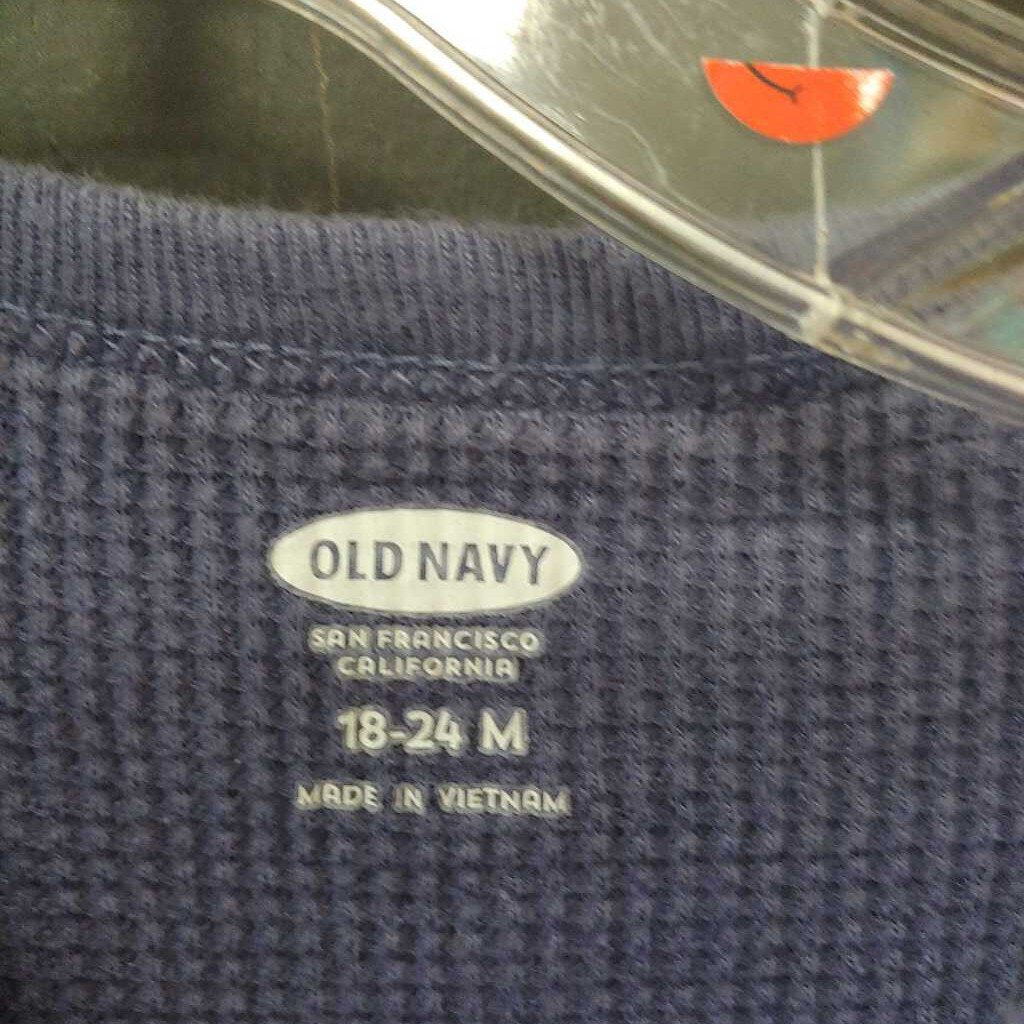 OLD NAVY
SAN FRANCISCO
CALIFORNIA
18-24 M
MADE IN VIETNAM